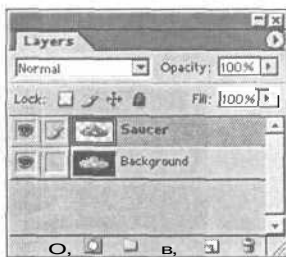 Layers
Normal Opacity: 100%
Lock: Fill: 100%
Saucer
Background
O, в,